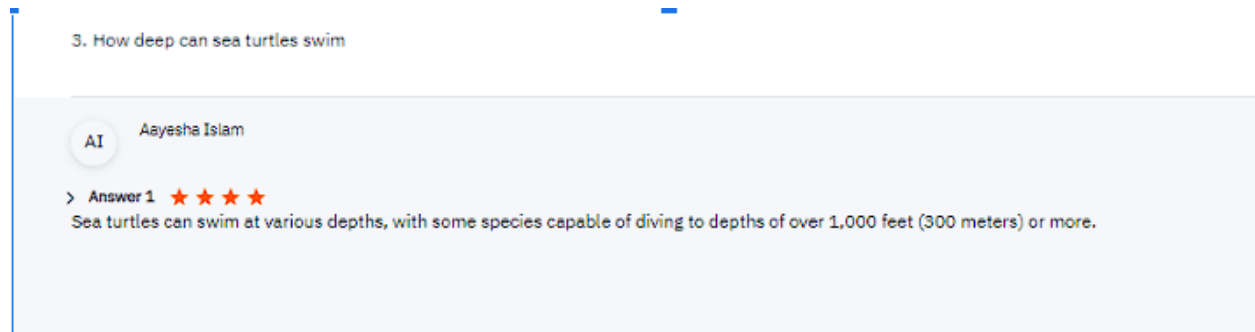 3. How deep can sea turtles swim
AI
Aayesha Islam
Answer 1
Sea turtles can swim at various depths, with some species capable of diving to depths of over 1,000 feet (300 meters) or more.